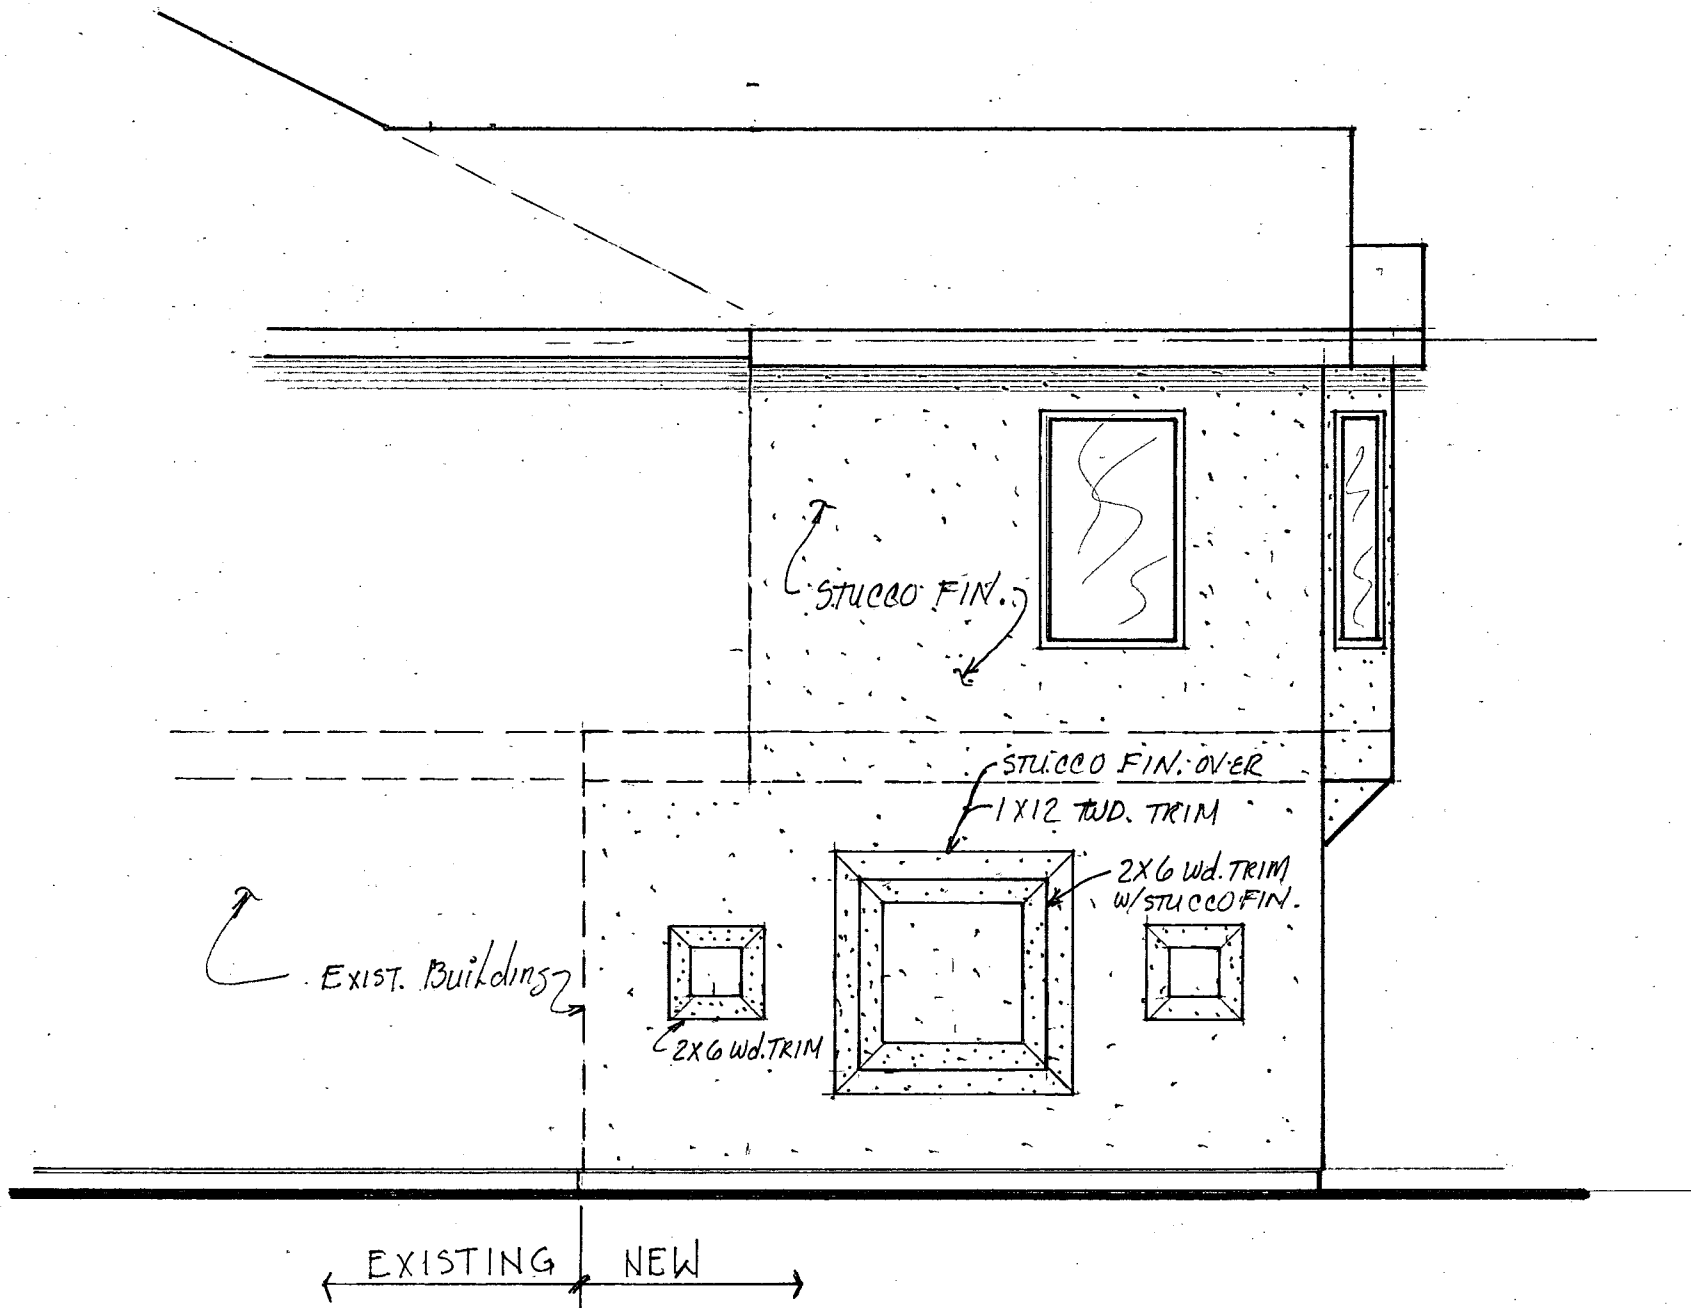 STUCCO FIN.
STUCCO FIN. OVER
1X12 WD. TRIM
2X6 Wd. TRIM
W/STUCCO FIN.
EXIST. Building
2X6 Wd. TRIM
EXISTING NEW